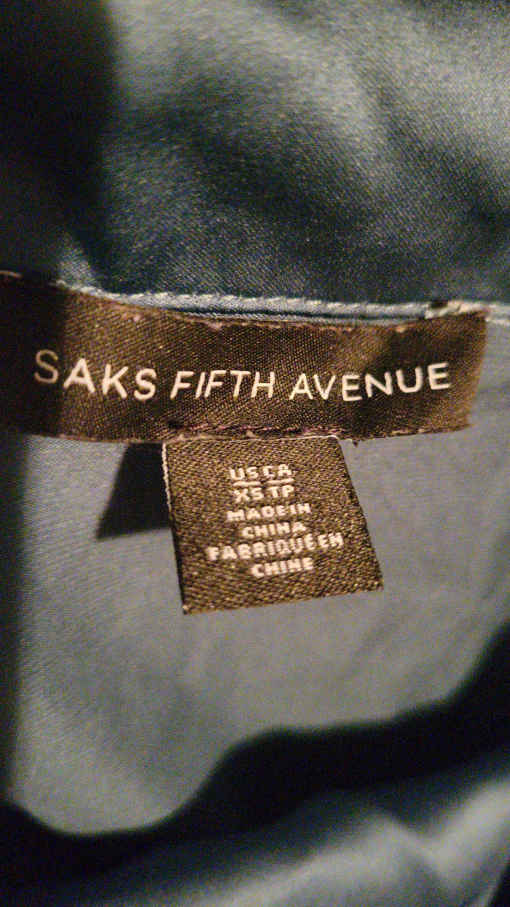 SAKS FIFTH AVENUE
US CA
XS TP
MADE IN
CHINA
FABRIQUÉ EN
CHINE